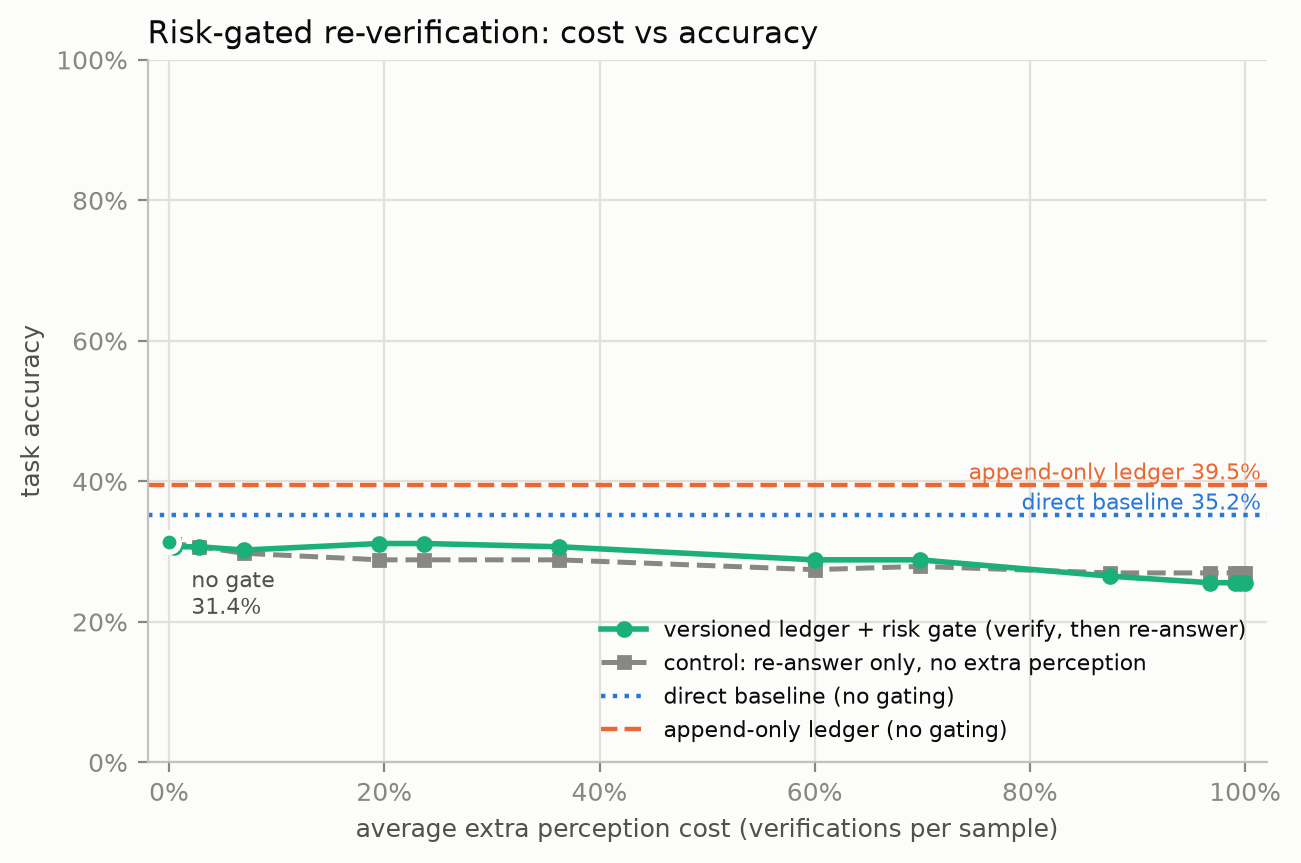 Risk-gated re-verification: cost vs accuracy
100%
80%
60%
40%
20%
0%
task accuracy
append-only ledger 39.5%
direct baseline 35.2%
no gate
31.4%
versioned ledger + risk gate (verify, then re-answer)
control: re-answer only, no extra perception
direct baseline (no gating)
append-only ledger (no gating)
0%
20%
40%
60%
80%
100%
average extra perception cost (verifications per sample)